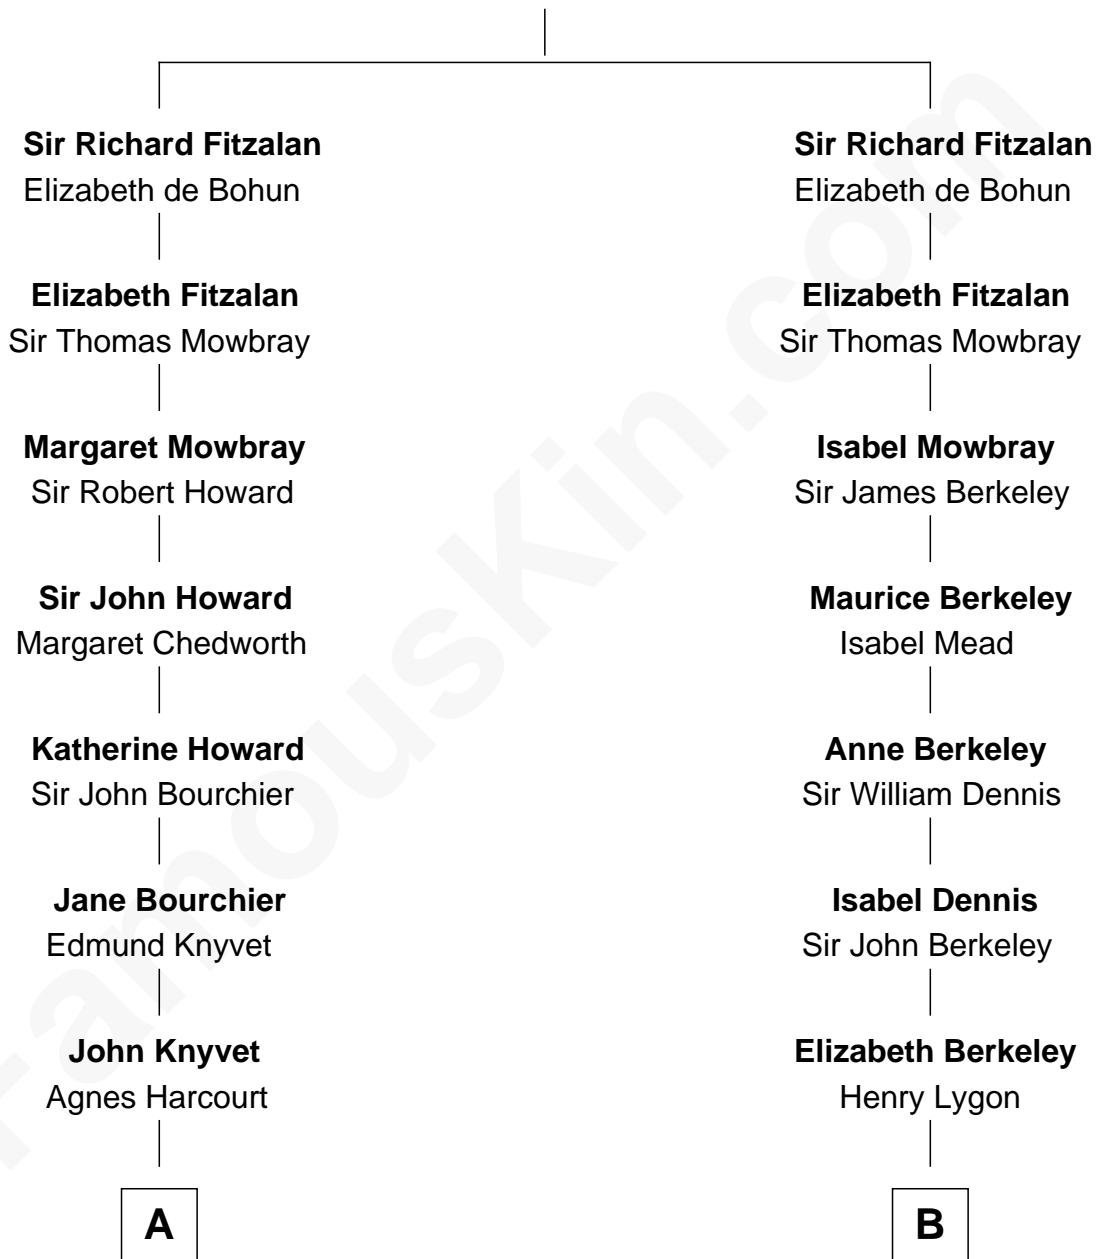 Sir Richard Fitzalan
Elizabeth de Bohun
Elizabeth Fitzalan
Sir Thomas Mowbray
Margaret Mowbray
Sir Robert Howard
Sir John Howard
Margaret Chedworth
Katherine Howard
Sir John Bourchier
Jane Bourchier
Edmund Knyvet
John Knyvet
Agnes Harcourt
A
Sir Richard Fitzalan
Elizabeth de Bohun
Elizabeth Fitzalan
Sir Thomas Mowbray
Isabel Mowbray
Sir James Berkeley
Maurice Berkeley
Isabel Mead
Anne Berkeley
Sir William Dennis
Isabel Dennis
Sir John Berkeley
Elizabeth Berkeley
Henry Lygon
B
FamousKin.com